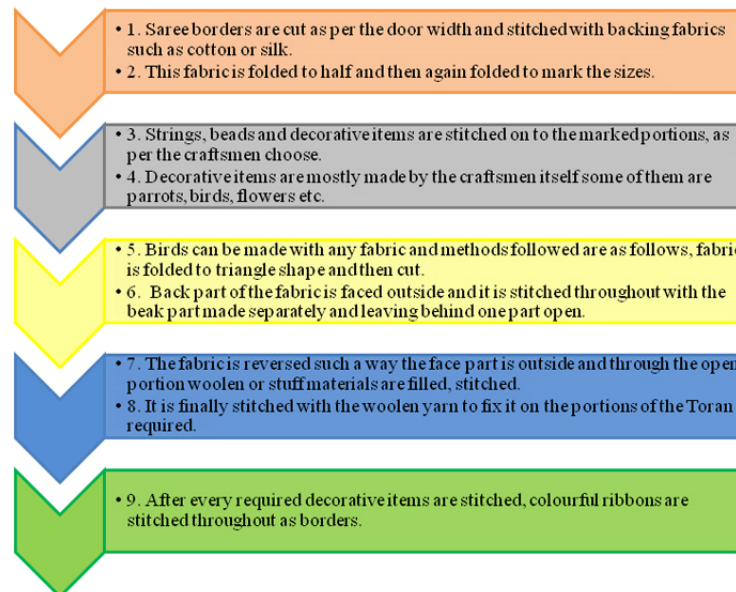 • 1. Saree borders are cut as per the door width and stitched with backing fabrics
such as cotton or silk.
• 2. This fabric is folded to half and then again folded to mark the sizes.
• 3. Strings, beads and decorative items are stitched on to the marked portions, as
per the craftsmen choose.
• 4. Decorative items are mostly made by the craftsmen itself some of them are
parrots, birds, flowers etc.
• 5. Birds can be made with any fabric and methods followed are as follows, fabric
is folded to triangle shape and then cut.
• 6. Back part of the fabric is faced outside and it is stitched throughout with the
beak part made separately and leaving behind one part open.
• 7. The fabric is reversed such a way the face part is outside and through the open
portion woolen or stuff materials are filled, stitched.
• 8. It is finally stitched with the woolen yarn to fix it on the portions of the Toran
required.
• 9. After every required decorative items are stitched, colourful ribbons are
stitched throughout as borders.